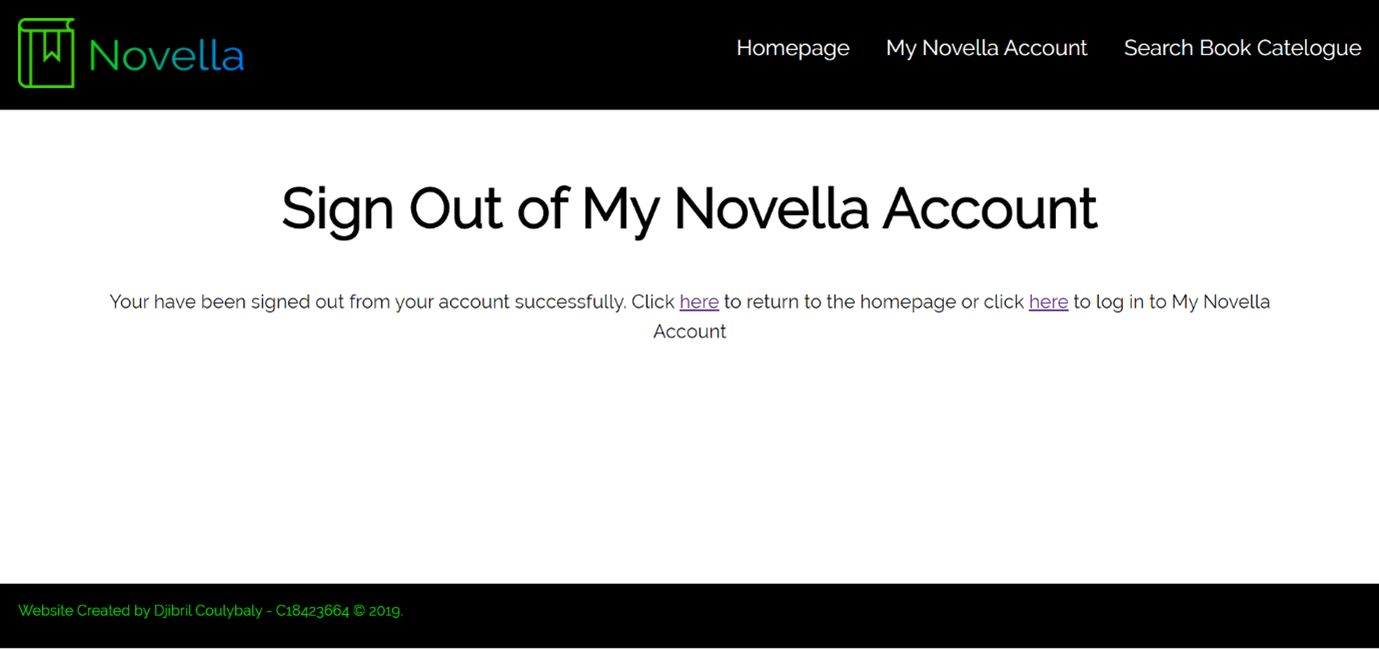 Novella
Homepage My Novella Account Search Book Catelogue
Sign Out of My Novella Account
Your have been signed out from your account successfully. Click here to return to the homepage or click here to log in to My Novella
Account
Website Created by Djibril Coulybaly - C18423664 © 2019.